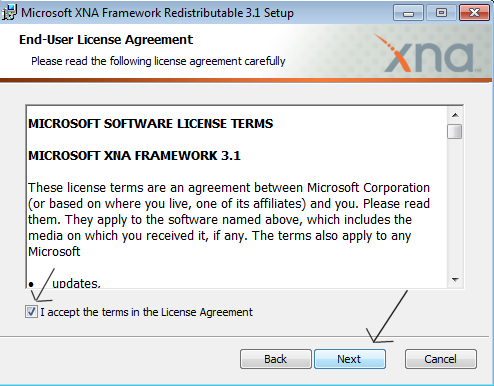 Microsoft XNA Framework Redistributable 3.1 Setup
End-User License Agreement
Please read the following license agreement carefully
xna
MICROSOFT SOFTWARE LICENSE TERMS
MICROSOFT XNA FRAMEWORK 3.1
These license terms are an agreement between Microsoft Corporation
(or based on where you live, one of its affiliates) and you. Please read
them. They apply to the software named above, which includes the
media on which you received it, if any. The terms also apply to any
Microsoft
• updates,
I accept the terms in the License Agreement
Back
Next
Cancel